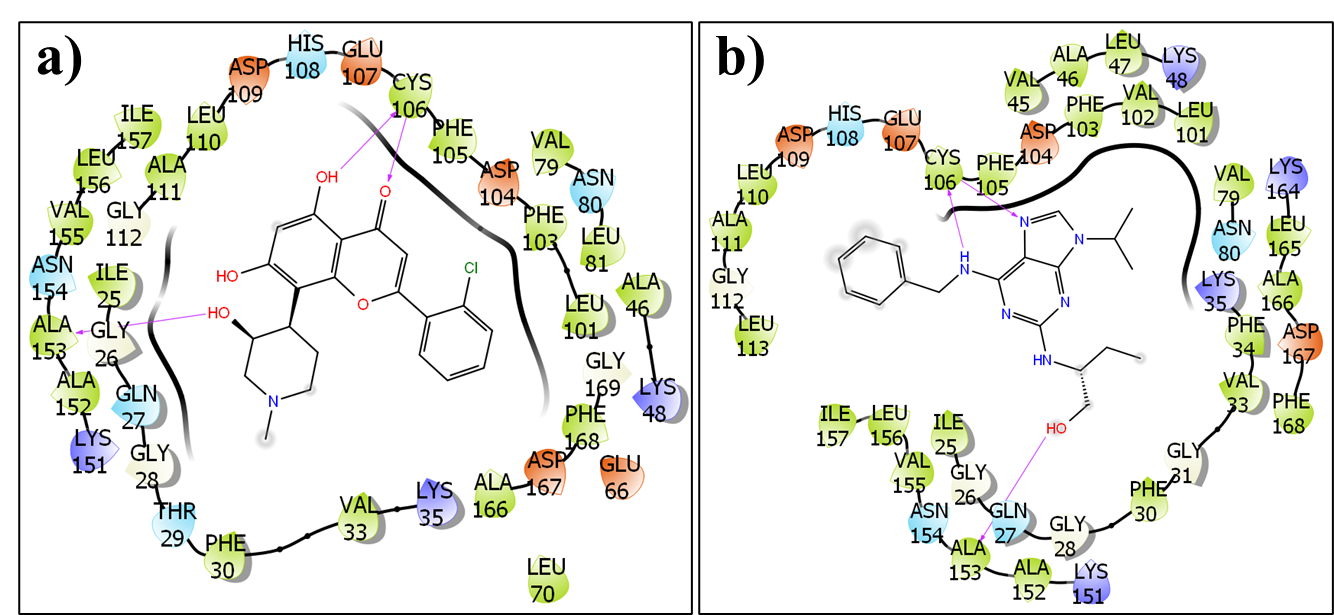 a)
HIS
108
GLU
107
ASP
109
CYS
106
LEU
110
PHE
105
ILE
157
LEU
156
ALA
111
VAL
79
ASP
104
ASN
80
VAL
155
GLY
112
PHE
103
LEU
81
OH
O
ASN
154
ILE
25
HO
Cl
ALA
46
ALA
153
GLY
26
HO
O
LEU
101
ALA
152
GLN
27
GLY
169
LYS
48
N
PHE
168
LYS
151
GLY
28
ASP
167
GLU
66
THR
29
VAL
33
LYS
35
ALA
166
PHE
30
LEU
70
b)
LEU
47
ALA
46
LYS
48
VAL
45
HIS
108
GLU
107
ASP
109
PHE
103
VAL
102
LEU
101
ASP
104
CYS
106
PHE
105
LEU
110
VAL
79
LYS
164
ALA
111
ASN
80
LEU
165
N
N
H
N
GLY
112
LYS
35
ALA
166
N
N
LEU
113
PHE
34
ASP
167
HN
VAL
33
PHE
168
HO
ILE
157
LEU
156
ILE
25
VAL
155
GLY
26
GLY
31
ASN
154
GLN
27
GLY
28
PHE
30
ALA
153
ALA
152
LYS
151